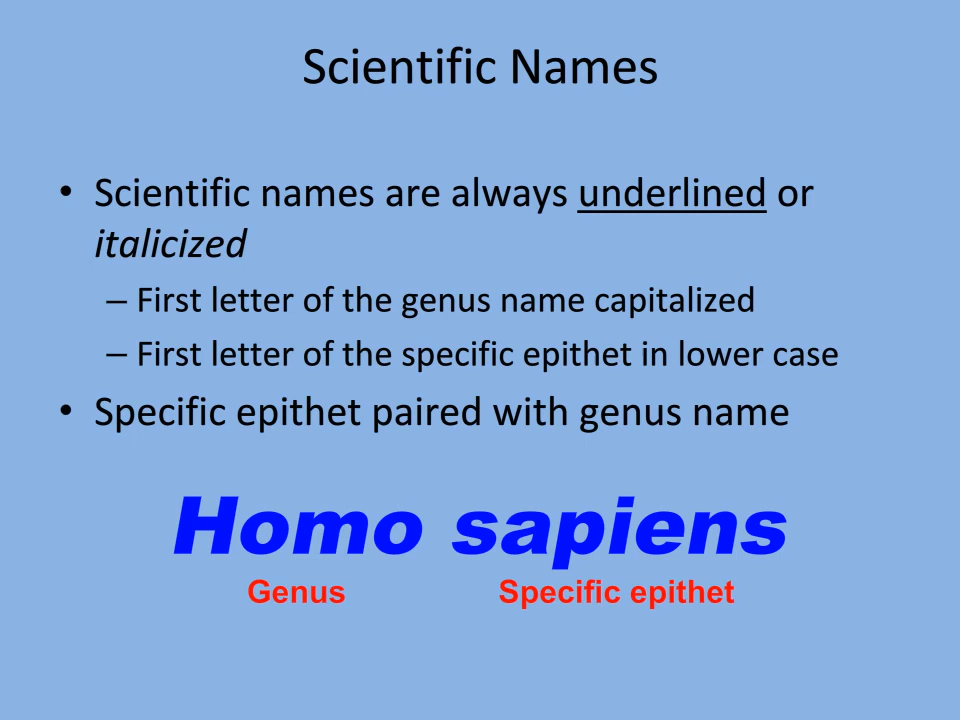 Scientific Names
• Scientific names are always underlined or
italicized
– First letter of the genus name capitalized
– First letter of the specific epithet in lower case
• Specific epithet paired with genus name
Homo sapiens
Genus Specific epithet